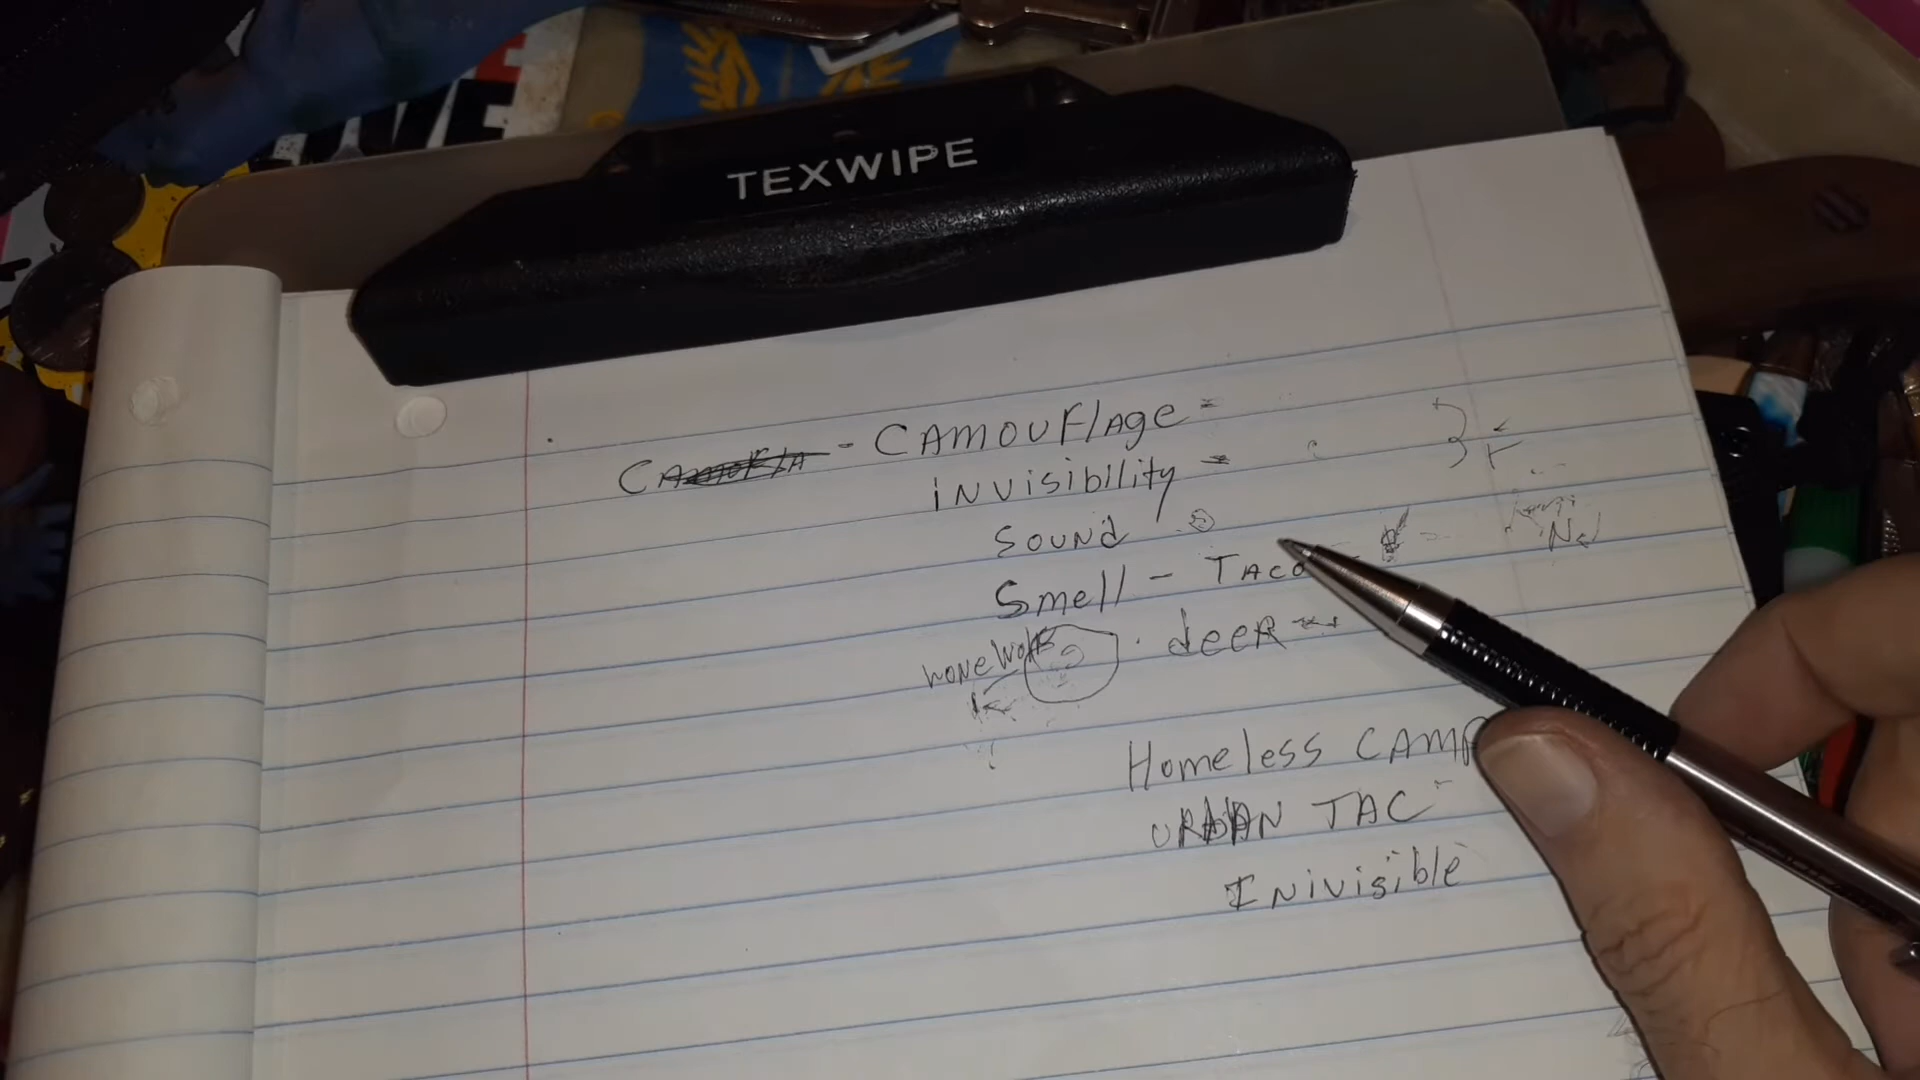 TEXWIPE
- CAMOUFLAge =
iNVisibility =
SOUNd
Smell - TACO
deeR
Homeless CAMP
URbAN TAC -
INivisible